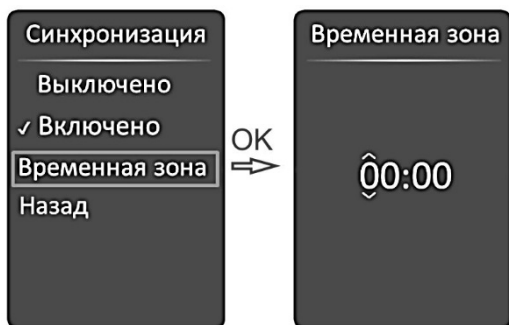 Синхронизация
Выключено
✓ Включено
Временная зона
Назад
OK
Временная зона
00:00